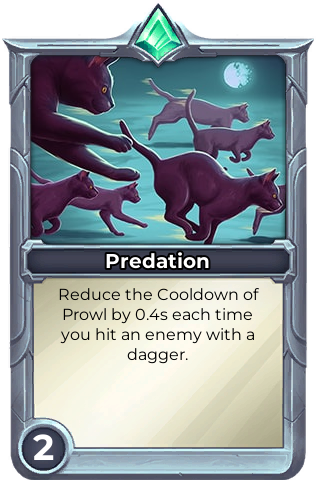 Predation
Reduce the Cooldown of
Prowl by 0.4s each time
you hit an enemy with a
dagger.
2